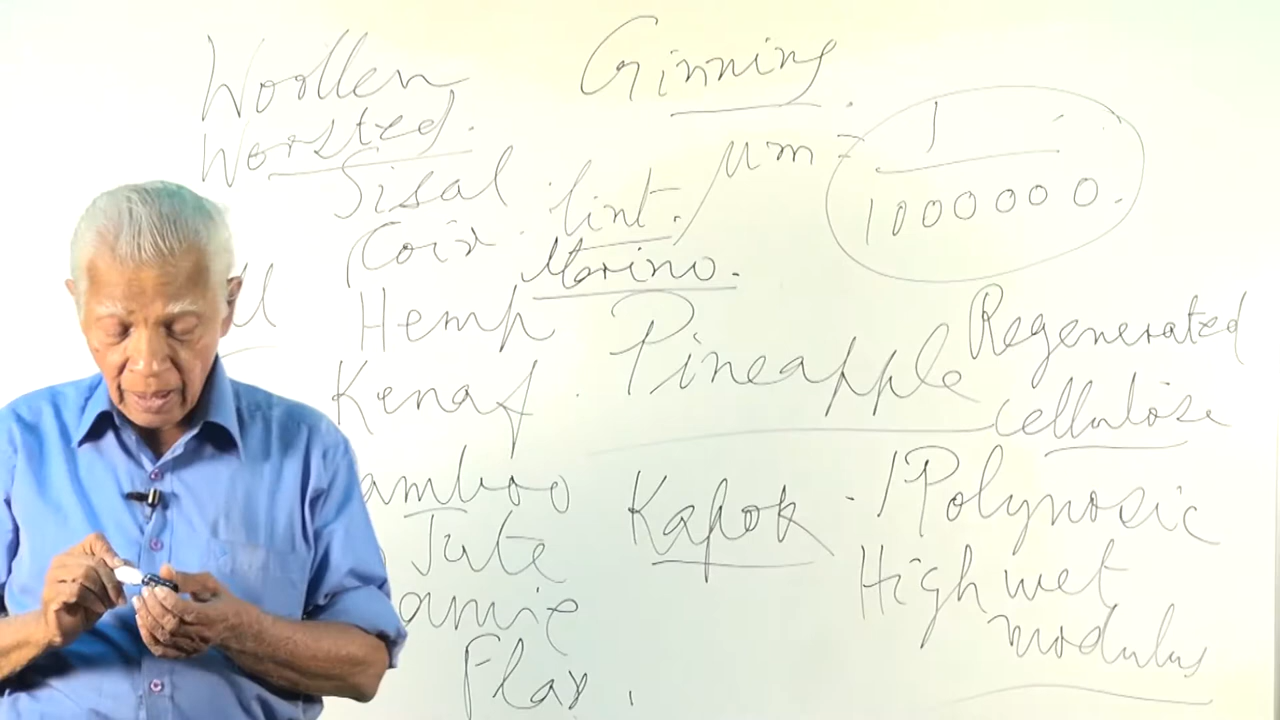 Woollen
Worsted.
Ginning.
μm = 1 / 1000000.
Sisal
lint.
Coir
Merino.
Hemp
Pineapple
Kenaf
Regenerated
cellulose
Kapok
Polynosic
Jute
High wet
modulus
Flax.